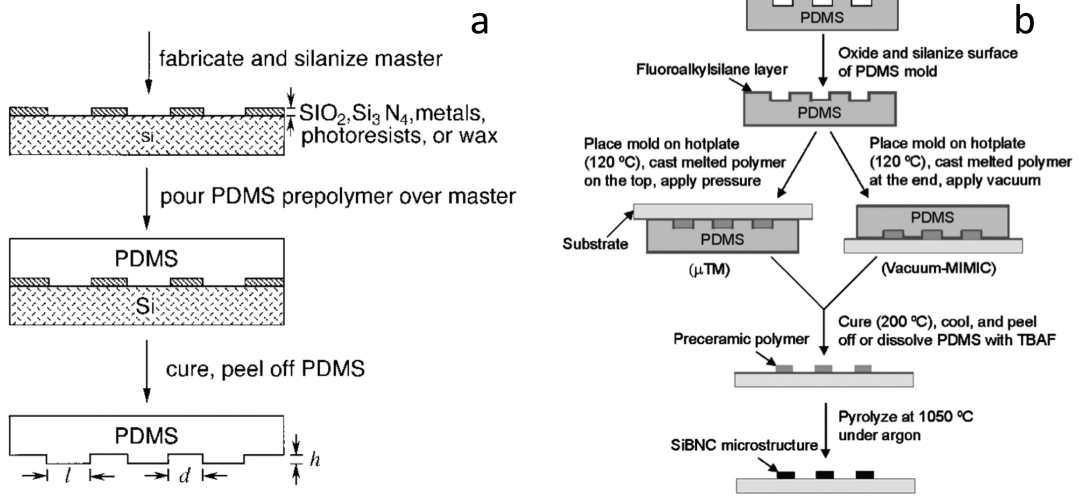 a
fabricate and silanize master
SIO2,Si3 N4,metals,
photoresists, or wax
si
pour PDMS prepolymer over master
PDMS
Si
cure, peel off PDMS
PDMS
h
l
d
b
PDMS
Oxide and silanize surface
of PDMS mold
Fluoroalkylsilane layer
PDMS
Place mold on hotplate
(120 ºC), cast melted polymer
on the top, apply pressure
Place mold on hotplate
(120 ºC), cast melted polymer
at the end, apply vacuum
Substrate
PDMS
(μTM)
PDMS
(Vacuum-MIMIC)
Cure (200 ºC), cool, and peel
off or dissolve PDMS with TBAF
Preceramic polymer
Pyrolyze at 1050 ºC
under argon
SiBNC microstructure